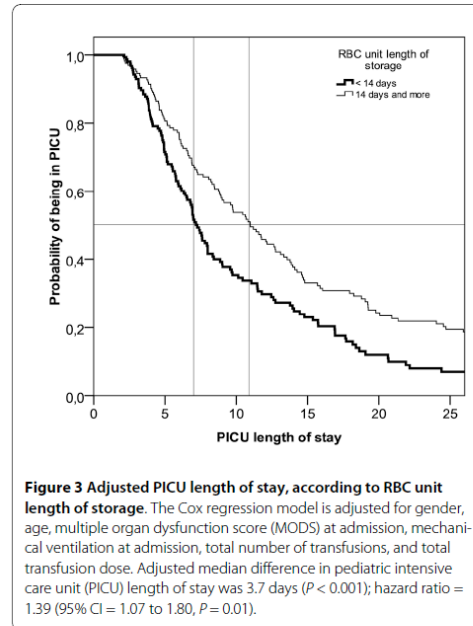 RBC unit length of
storage
< 14 days
14 days and more
1,0
0,8
0,6
0,4
0,2
0,0
Probability of being in PICU
0 5 10 15 20 25
PICU length of stay
Figure 3 Adjusted PICU length of stay, according to RBC unit
length of storage. The Cox regression model is adjusted for gender,
age, multiple organ dysfunction score (MODS) at admission, mechani-
cal ventilation at admission, total number of transfusions, and total
transfusion dose. Adjusted median difference in pediatric intensive
care unit (PICU) length of stay was 3.7 days (P < 0.001); hazard ratio =
1.39 (95% CI = 1.07 to 1.80, P = 0.01).